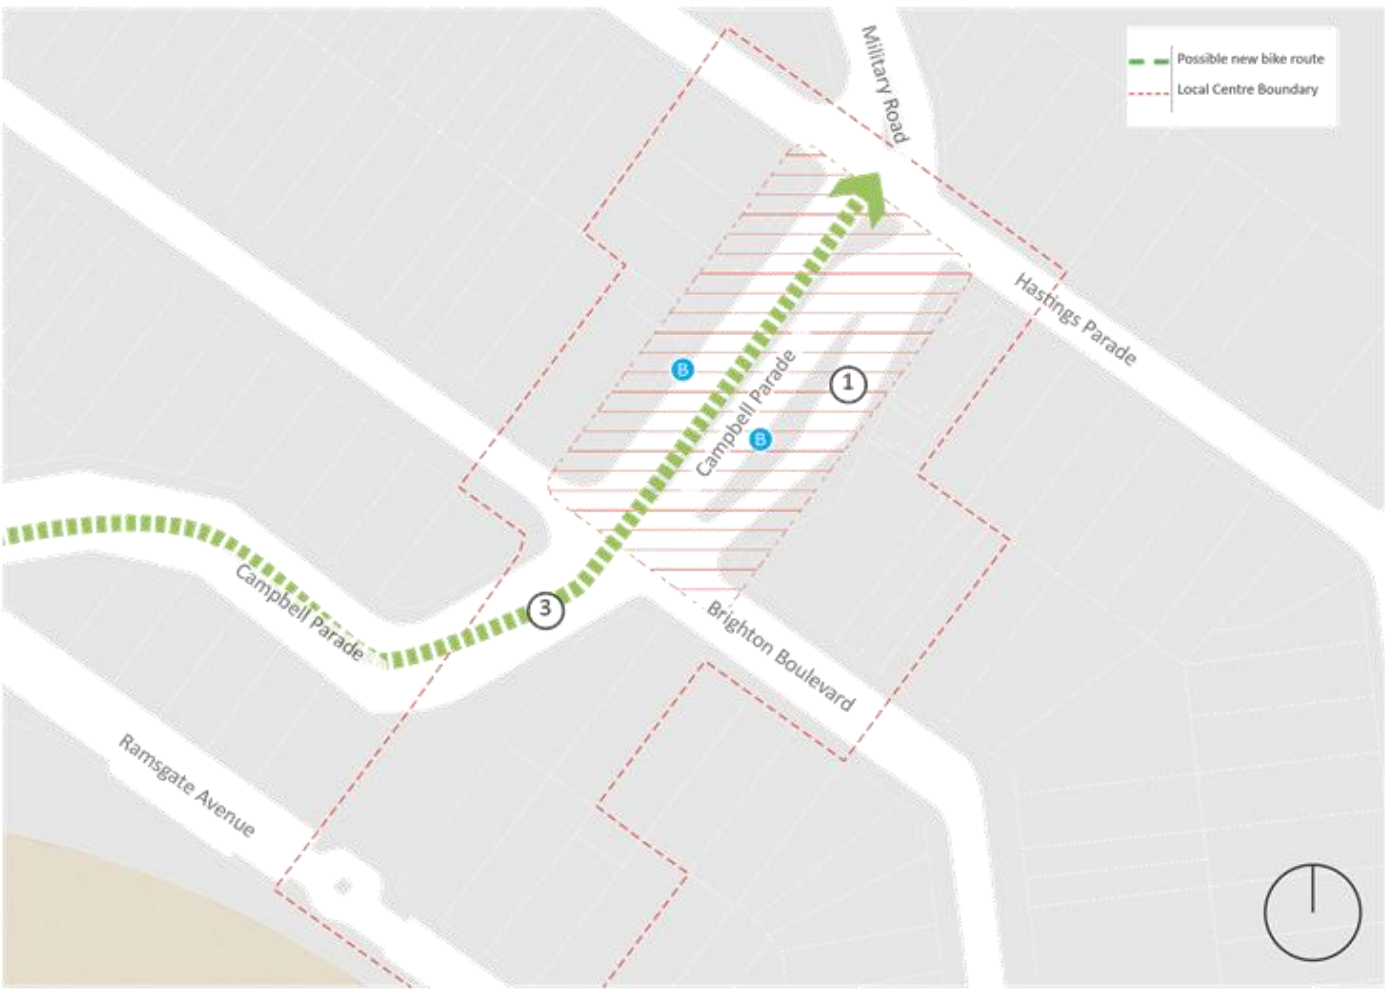 Military Road
Possible new bike route
Local Centre Boundary
Hastings Parade
B
1
Campbell Parade
B
Campbell Parade
3
Brighton Boulevard
Ramsgate Avenue